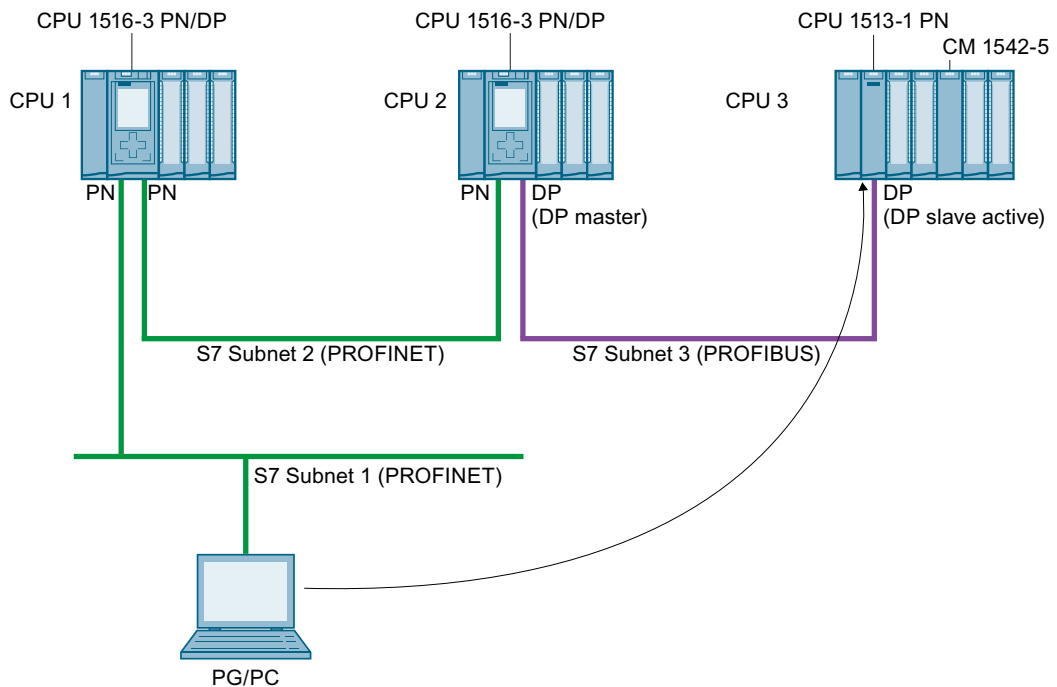 CPU 1516-3 PN/DP
CPU 1516-3 PN/DP
CPU 1513-1 PN
CM 1542-5
CPU 1
CPU 2
CPU 3
PN
PN
PN
DP
(DP master)
DP
(DP slave active)
S7 Subnet 2 (PROFINET)
S7 Subnet 3 (PROFIBUS)
S7 Subnet 1 (PROFINET)
PG/PC